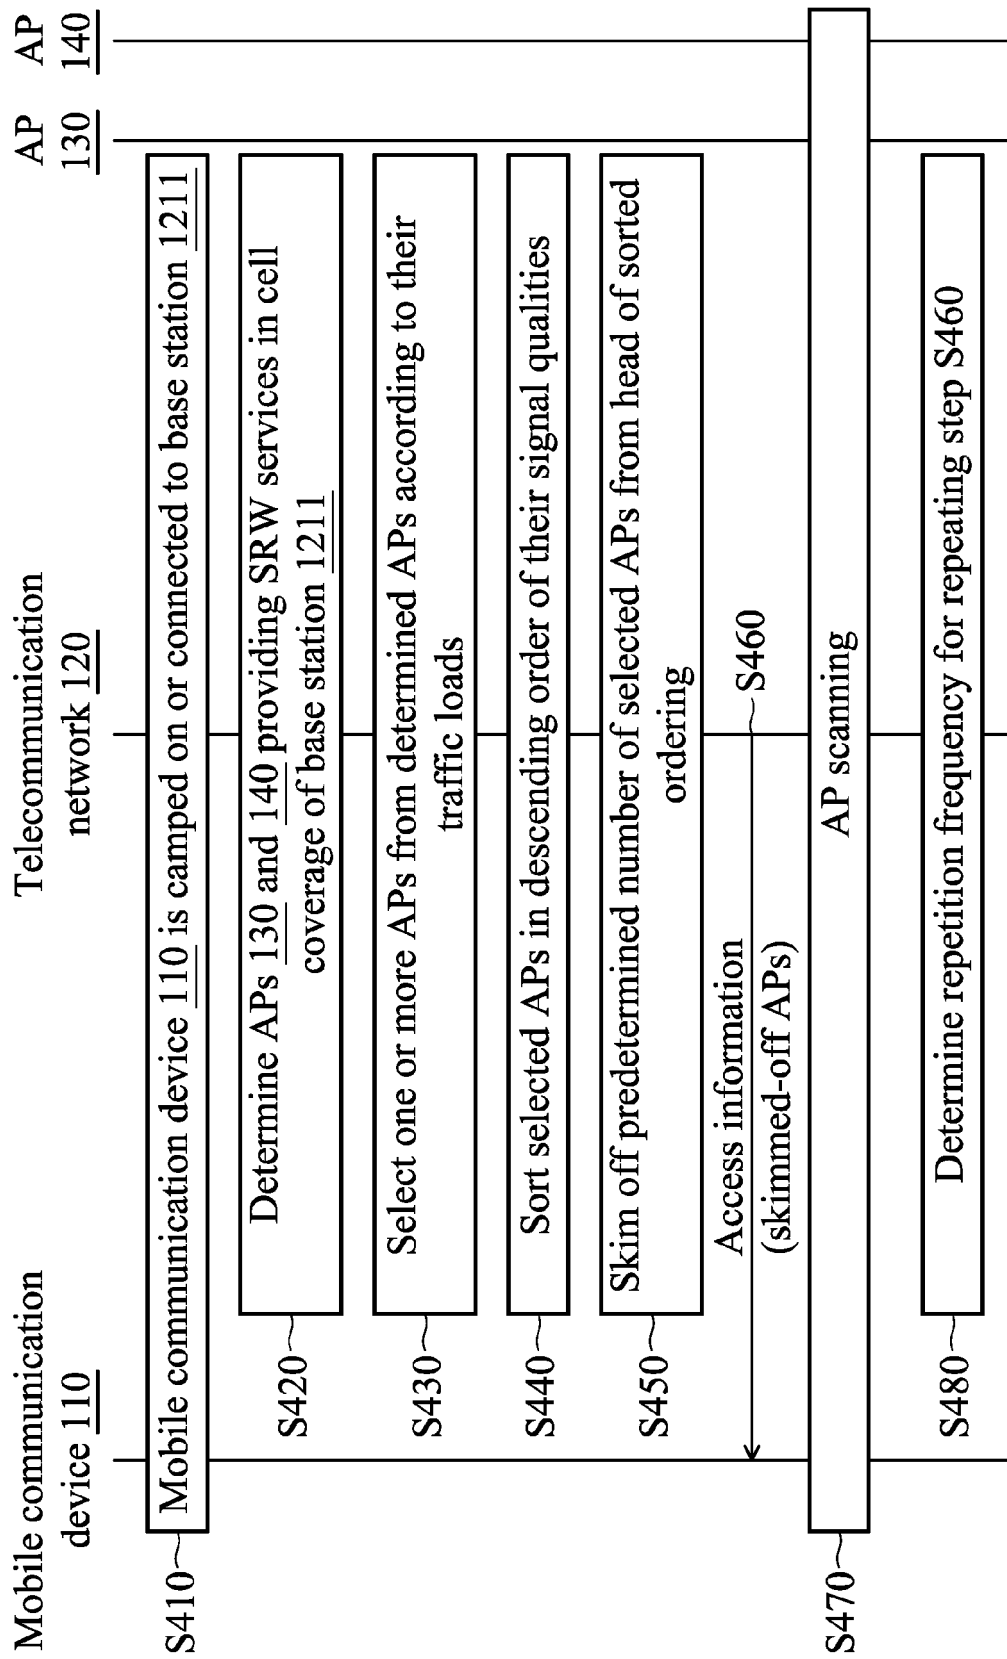 Mobile communication
device 110
Telecommunication
network 120
AP
130
AP
140
S410
Mobile communication device 110 is camped on or connected to base station 1211
S420
Determine APs 130 and 140 providing SRW services in cell
coverage of base station 1211
S430
Select one or more APs from determined APs according to their
traffic loads
S440
Sort selected APs in descending order of their signal qualities
S450
Skim off predetermined number of selected APs from head of sorted
ordering
Access information
(skimmed-off APs)
S460
S470
AP scanning
S480
Determine repetition frequency for repeating step S460